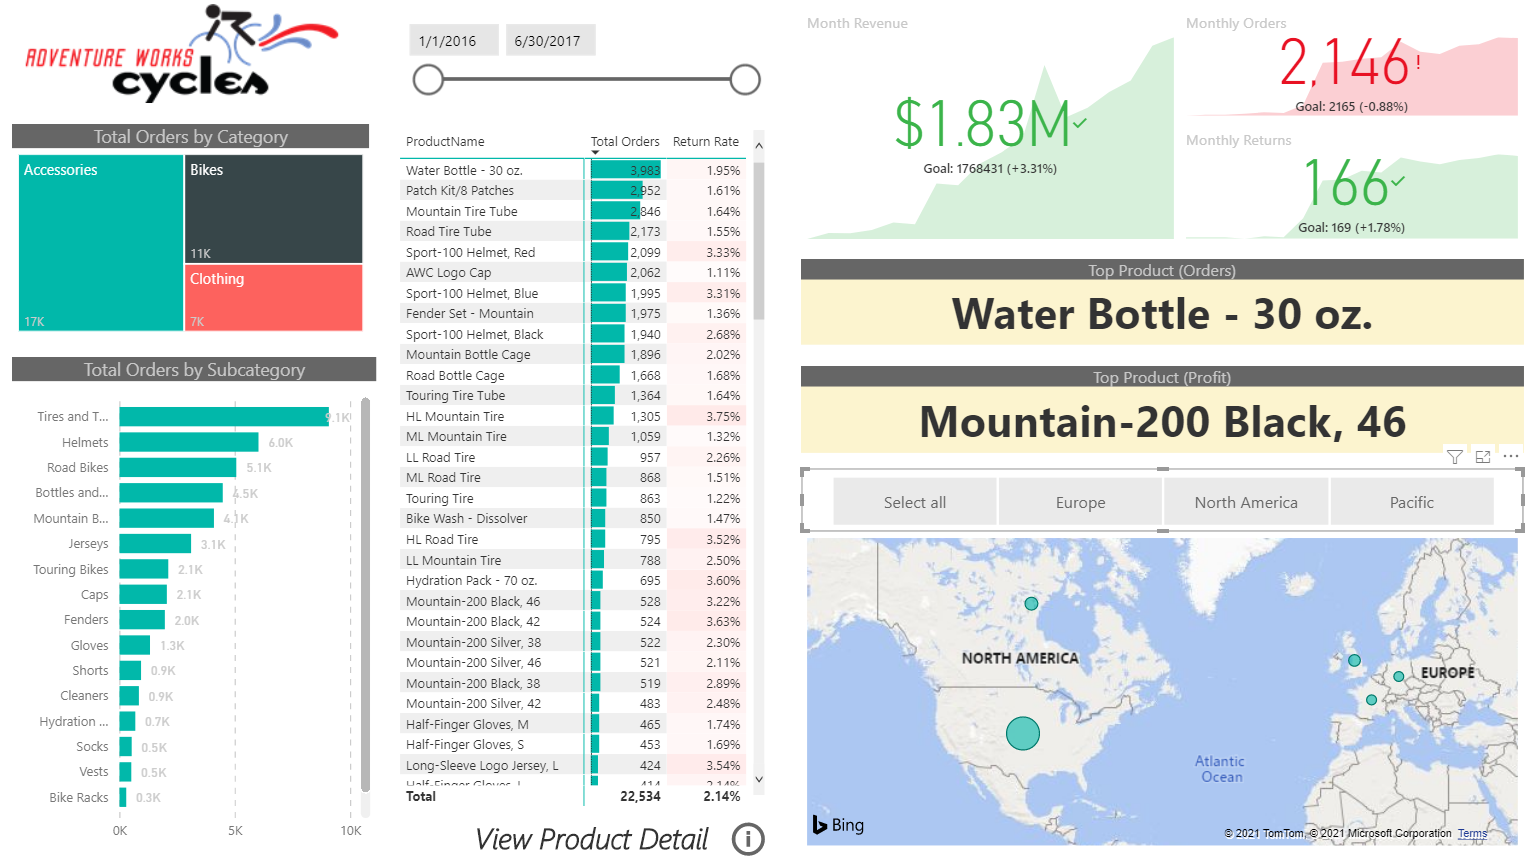 ADVENTURE WORKS
cycles
Total Orders by Category
Accessories
17K
Bikes
11K
Clothing
7K
Total Orders by Subcategory
Tires and T... 9.1K
Helmets 6.0K
Road Bikes 5.1K
Bottles and... 4.5K
Mountain B... 4.1K
Jerseys 3.1K
Touring Bikes 2.1K
Caps 2.1K
Fenders 2.0K
Gloves 1.3K
Shorts 0.9K
Cleaners 0.9K
Hydration ... 0.7K
Socks 0.5K
Vests 0.5K
Bike Racks 0.3K
0K 5K 10K
1/1/2016 6/30/2017
ProductName Total Orders Return Rate
Water Bottle - 30 oz. 3,983 1.95%
Patch Kit/8 Patches 2,952 1.61%
Mountain Tire Tube 2,846 1.64%
Road Tire Tube 2,173 1.55%
Sport-100 Helmet, Red 2,099 3.33%
AWC Logo Cap 2,062 1.11%
Sport-100 Helmet, Blue 1,995 3.31%
Fender Set - Mountain 1,975 1.36%
Sport-100 Helmet, Black 1,940 2.68%
Mountain Bottle Cage 1,896 2.02%
Road Bottle Cage 1,668 1.68%
Touring Tire Tube 1,364 1.64%
HL Mountain Tire 1,305 3.75%
ML Mountain Tire 1,059 1.32%
LL Road Tire 957 2.26%
ML Road Tire 868 1.51%
Touring Tire 863 1.22%
Bike Wash - Dissolver 850 1.47%
HL Road Tire 795 3.52%
LL Mountain Tire 788 2.50%
Hydration Pack - 70 oz. 695 3.60%
Mountain-200 Black, 46 528 3.22%
Mountain-200 Black, 42 524 3.63%
Mountain-200 Silver, 38 522 2.30%
Mountain-200 Silver, 46 521 2.11%
Mountain-200 Black, 38 519 2.89%
Mountain-200 Silver, 42 483 2.48%
Half-Finger Gloves, M 465 1.74%
Half-Finger Gloves, S 453 1.69%
Long-Sleeve Logo Jersey, L 424 3.54%
Half-Finger Gloves, L 414 2.14%
Total 22,534 2.14%
View Product Detail
Month Revenue
$1.83M
Goal: 1768431 (+3.31%)
Monthly Orders
2,146!
Goal: 2165 (-0.88%)
Monthly Returns
166
Goal: 169 (+1.78%)
Top Product (Orders)
Water Bottle - 30 oz.
Top Product (Profit)
Mountain-200 Black, 46
Select all Europe North America Pacific
NORTH AMERICA
EUROPE
Atlantic
Ocean
Bing
© 2021 TomTom, © 2021 Microsoft Corporation Terms